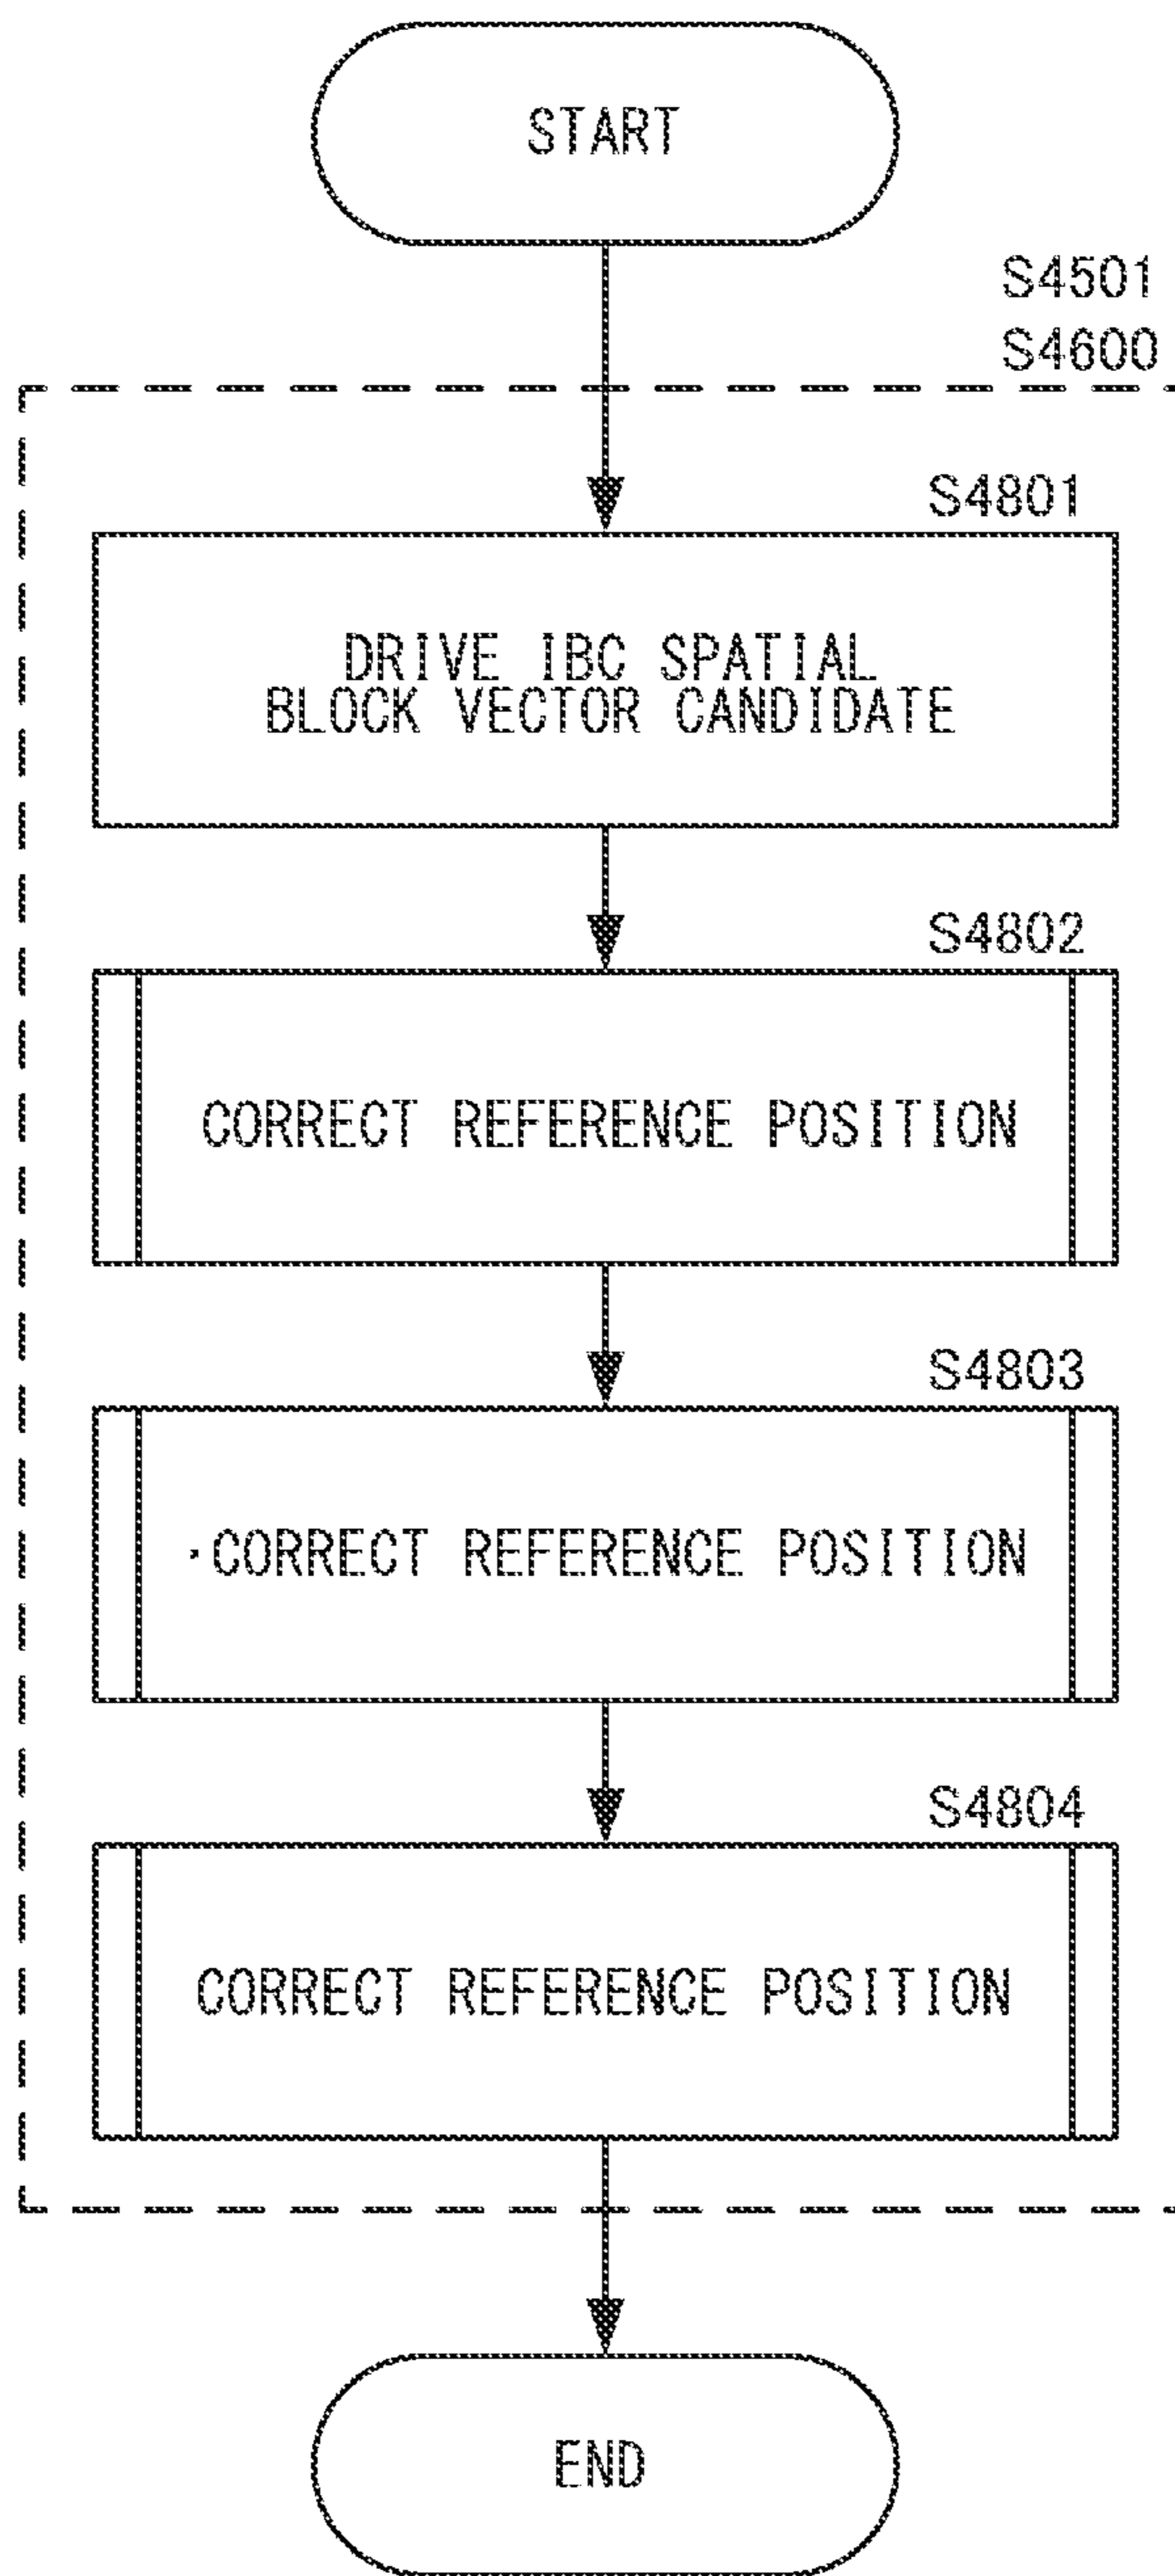 START
S4501
S4600
S4801
DRIVE IBC SPATIAL
BLOCK VECTOR CANDIDATE
S4802
CORRECT REFERENCE POSITION
S4803
·CORRECT REFERENCE POSITION
S4804
CORRECT REFERENCE POSITION
END